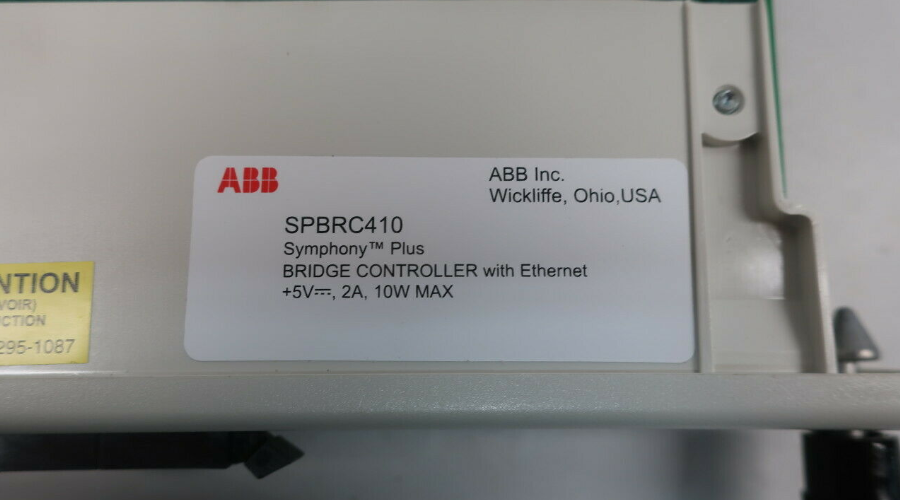 ABB
ABB Inc.
Wickliffe, Ohio,USA
SPBRC410
Symphony™ Plus
BRIDGE CONTROLLER with Ethernet
+5V⎓, 2A, 10W MAX
NTION
VOIR)
CTION
295-1087